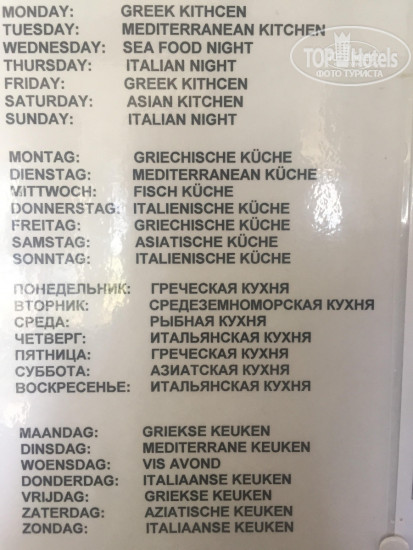 MONDAY: GREEK KITHCEN
TUESDAY: MEDITERRANEAN KITCHEN
WEDNESDAY: SEA FOOD NIGHT
THURSDAY: ITALIAN NIGHT
FRIDAY: GREEK KITHCEN
SATURDAY: ASIAN KITCHEN
SUNDAY: ITALIAN NIGHT
MONTAG: GRIECHISCHE KÜCHE
DIENSTAG: MEDITERRANEAN KÜCHE
MITTWOCH: FISCH KÜCHE
DONNERSTAG: ITALIENISCHE KÜCHE
FREITAG: GRIECHISCHE KÜCHE
SAMSTAG: ASIATISCHE KÜCHE
SONNTAG: ITALIENISCHE KÜCHE
ПОНЕДЕЛЬНИК: ГРЕЧЕСКАЯ КУХНЯ
ВТОРНИК: СРЕДЕЗЕМНОМОРСКАЯ КУХНЯ
СРЕДА: РЫБНАЯ КУХНЯ
ЧЕТВЕРГ: ИТАЛЬЯНСКАЯ КУХНЯ
ПЯТНИЦА: ГРЕЧЕСКАЯ КУХНЯ
СУББОТА: АЗИАТСКАЯ КУХНЯ
ВОСКРЕСЕНЬЕ: ИТАЛЬЯНСКАЯ КУХНЯ
MAANDAG: GRIEKSE KEUKEN
DINSDAG: MEDITERRANE KEUKEN
WOENSDAG: VIS AVOND
DONDERDAG: ITALIAANSE KEUKEN
VRIJDAG: GRIEKSE KEUKEN
ZATERDAG: AZIATISCHE KEUKEN
ZONDAG: ITALIAANSE KEUKEN
TOP Hotels
ФОТО ТУРИСТА